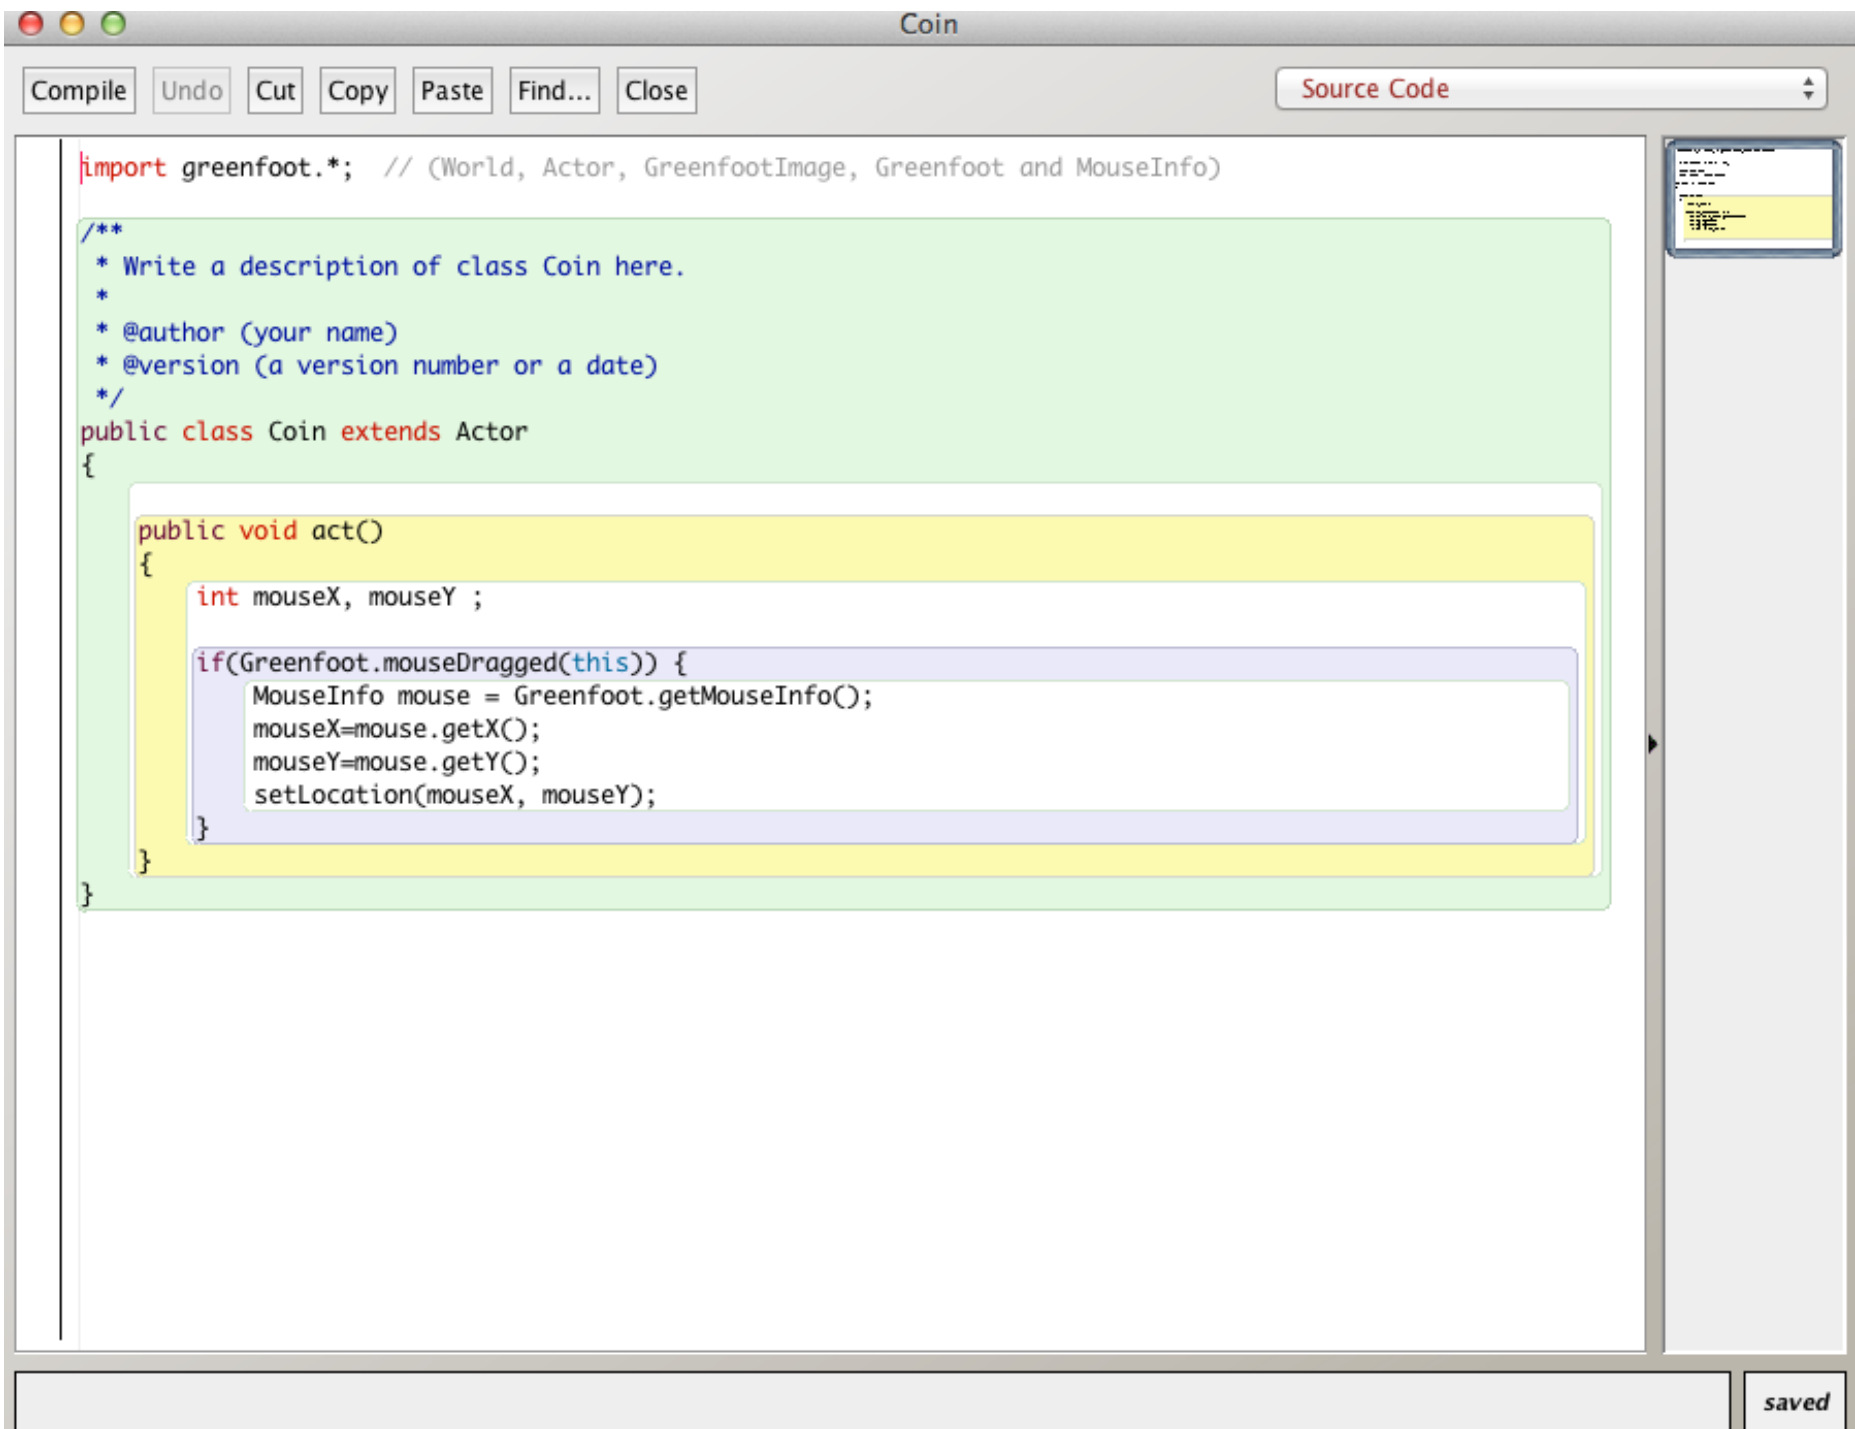 Coin
Compile Undo Cut Copy Paste Find... Close Source Code
import greenfoot.*;  // (World, Actor, GreenfootImage, Greenfoot and MouseInfo)
/**
 * Write a description of class Coin here.
 *
 * @author (your name)
 * @version (a version number or a date)
 */
public class Coin extends Actor
{
    public void act()
    {
        int mouseX, mouseY ;
        if(Greenfoot.mouseDragged(this)) {
            MouseInfo mouse = Greenfoot.getMouseInfo();
            mouseX=mouse.getX();
            mouseY=mouse.getY();
            setLocation(mouseX, mouseY);
        }
    }
}
saved